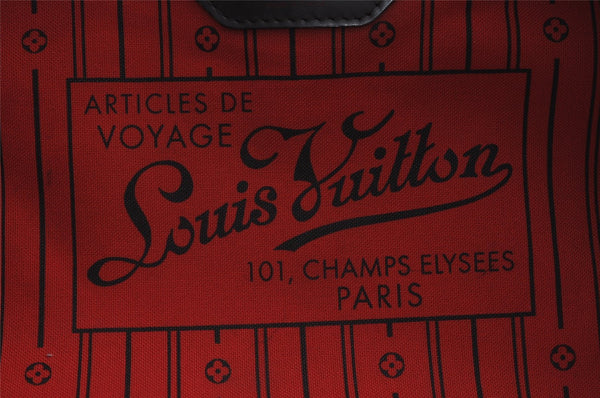 ARTICLES DE
VOYAGE
Louis Vuitton
101, CHAMPS ELYSEES
PARIS